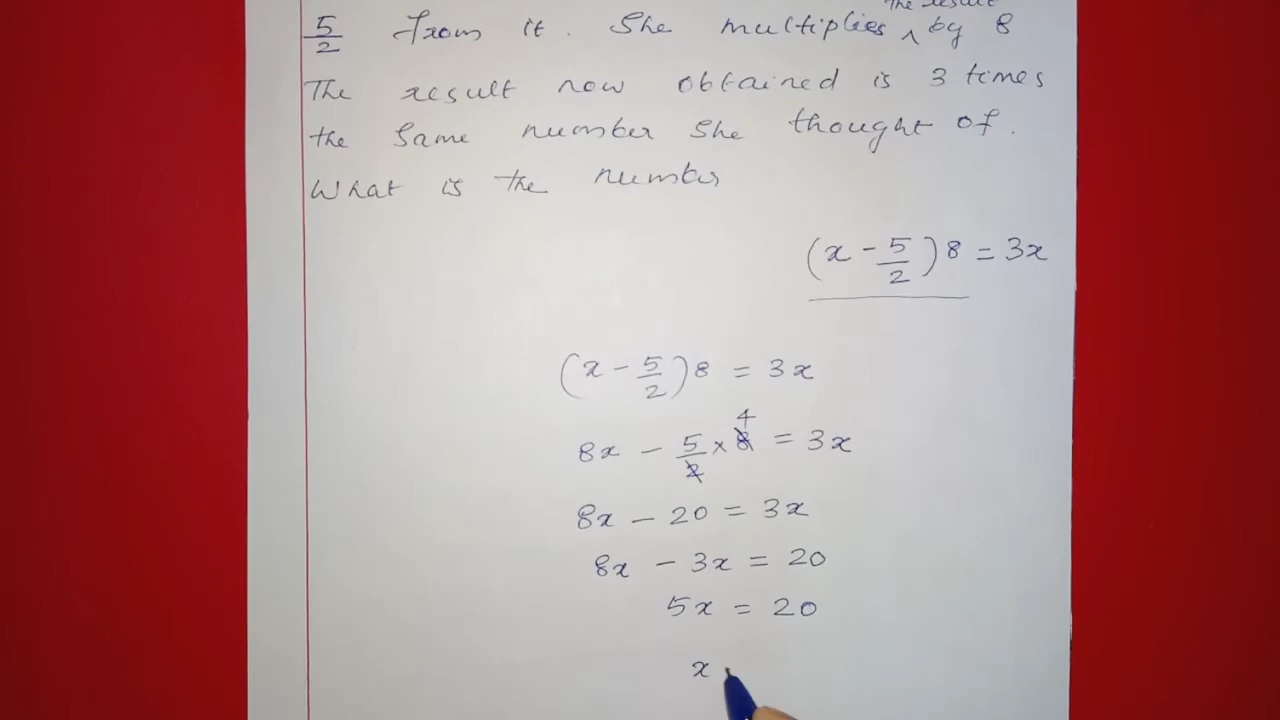 the result
5/2 from it. She multiplies ^ by 8
The result now obtained is 3 times
the same number she thought of.
What is the number
(x - 5/2) 8 = 3x
(x - 5/2) 8 = 3x
4
8x - 5/2 × 8 = 3x
8x - 20 = 3x
8x - 3x = 20
5x = 20
x